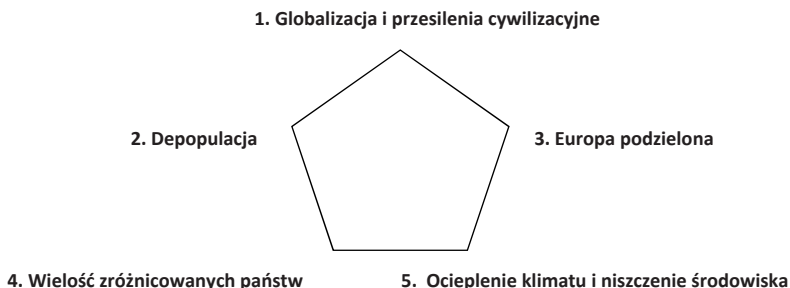 1. Globalizacja i przesilenia cywilizacyjne
2. Depopulacja
3. Europa podzielona
4. Wielość zróżnicowanych państw
5. Ocieplenie klimatu i niszczenie środowiska